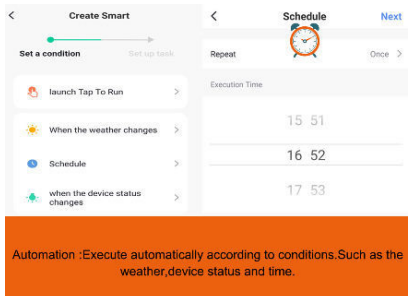 Create Smart
Set a condition
Set up task
launch Tap To Run
When the weather changes
Schedule
when the device status
changes
Schedule
Next
Repeat
Once
Execution Time
15 51
16 52
17 53
Automation :Execute automatically according to conditions.Such as the
weather,device status and time.